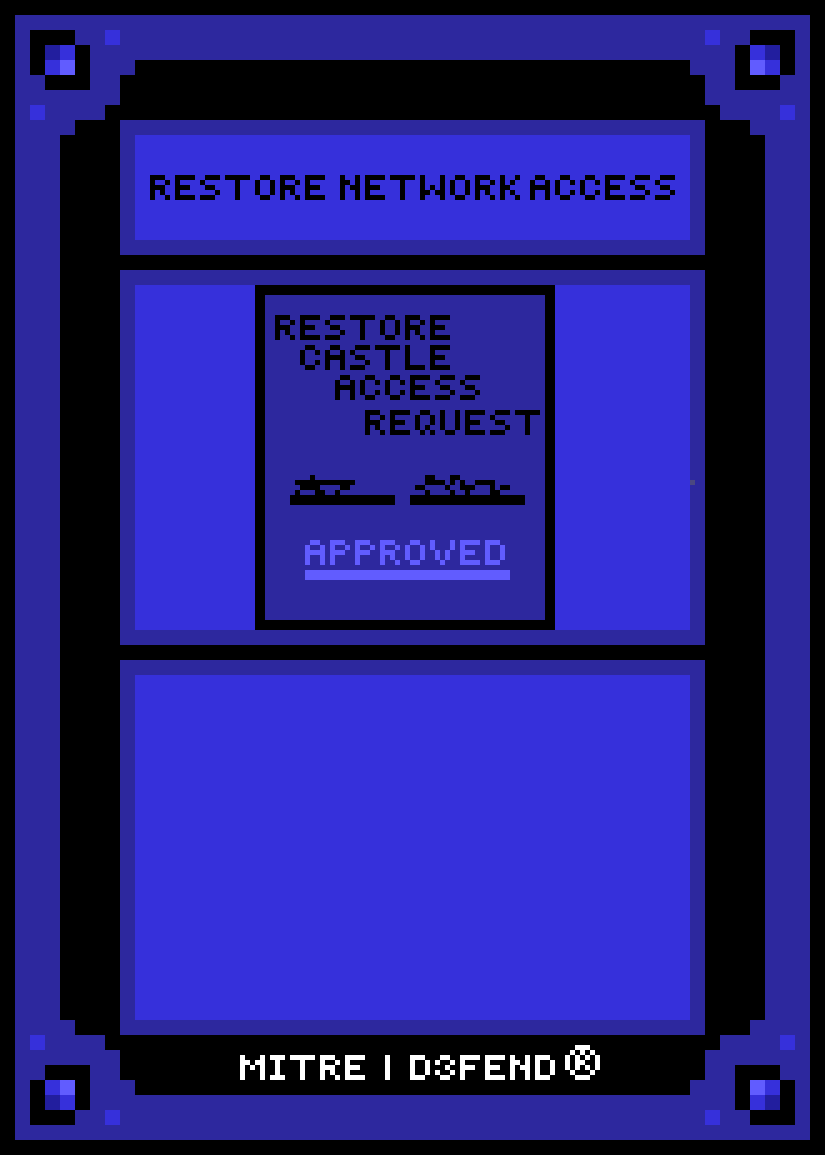 RESTORE NETWORK ACCESS
RESTORE
CASTLE
ACCESS
REQUEST
APPROVED
MITRE | D3FEND®